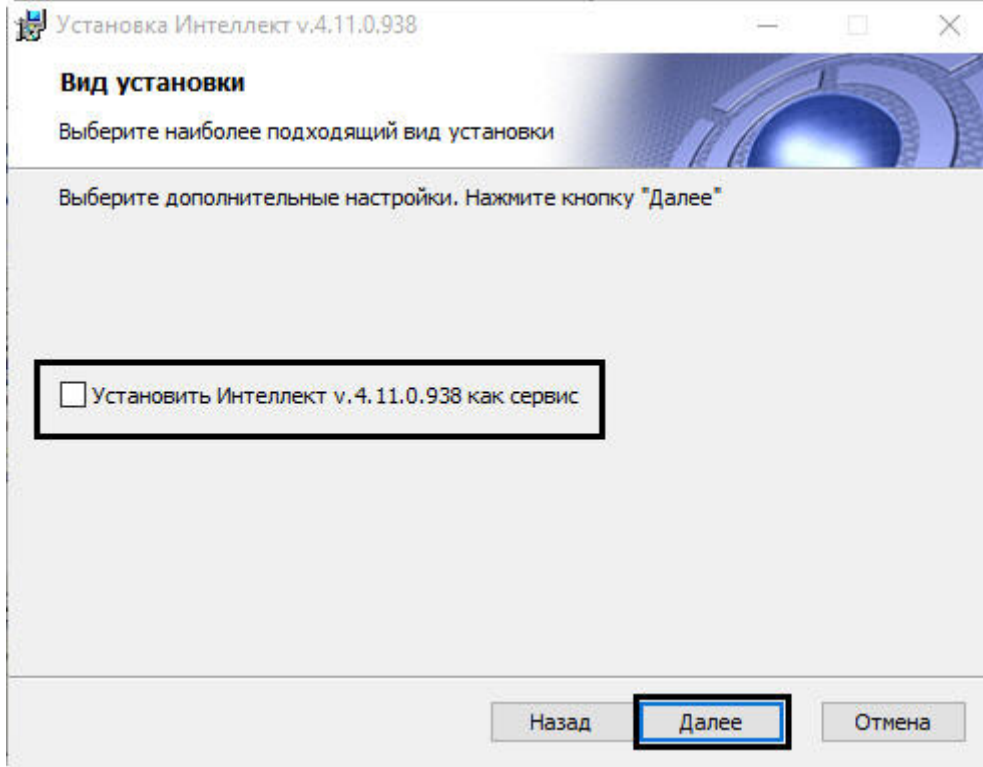 Установка Интеллект v.4.11.0.938
Вид установки
Выберите наиболее подходящий вид установки
Выберите дополнительные настройки. Нажмите кнопку "Далее"
Установить Интеллект v.4.11.0.938 как сервис
Назад Далее Отмена